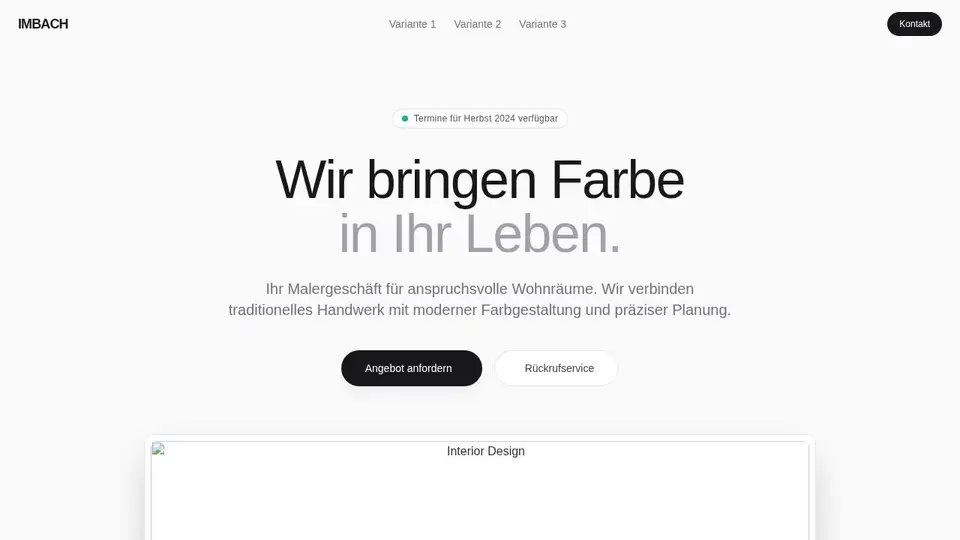 IMBACH
Variante 1
Variante 2
Variante 3
Kontakt
Termine für Herbst 2024 verfügbar
Wir bringen Farbe
in Ihr Leben.
Ihr Malergeschäft für anspruchsvolle Wohnräume. Wir verbinden
traditionelles Handwerk mit moderner Farbgestaltung und präziser Planung.
Angebot anfordern
Rückrufservice
Interior Design